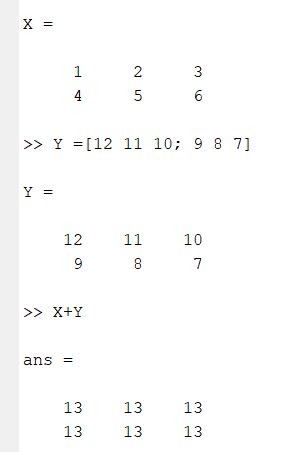 X =
1 2 3
4 5 6
>> Y =[12 11 10; 9 8 7]
Y =
12 11 10
9 8 7
>> X+Y
ans =
13 13 13
13 13 13